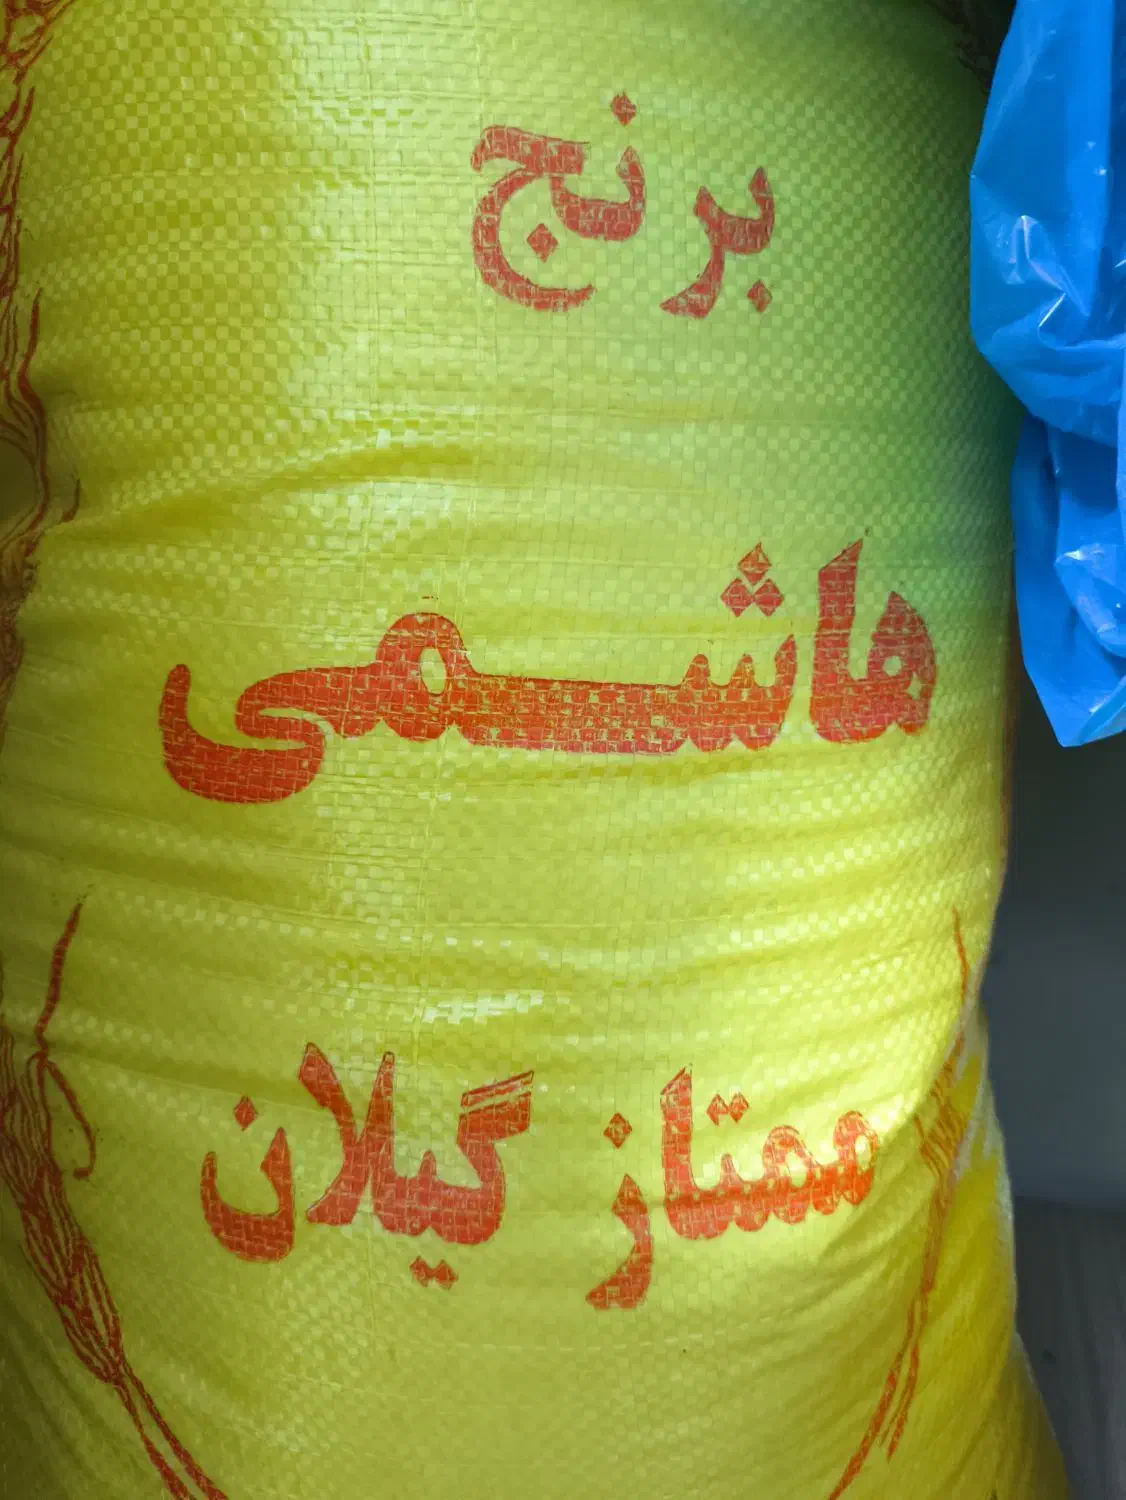 برنج
هاشمی
ممتاز گیلان